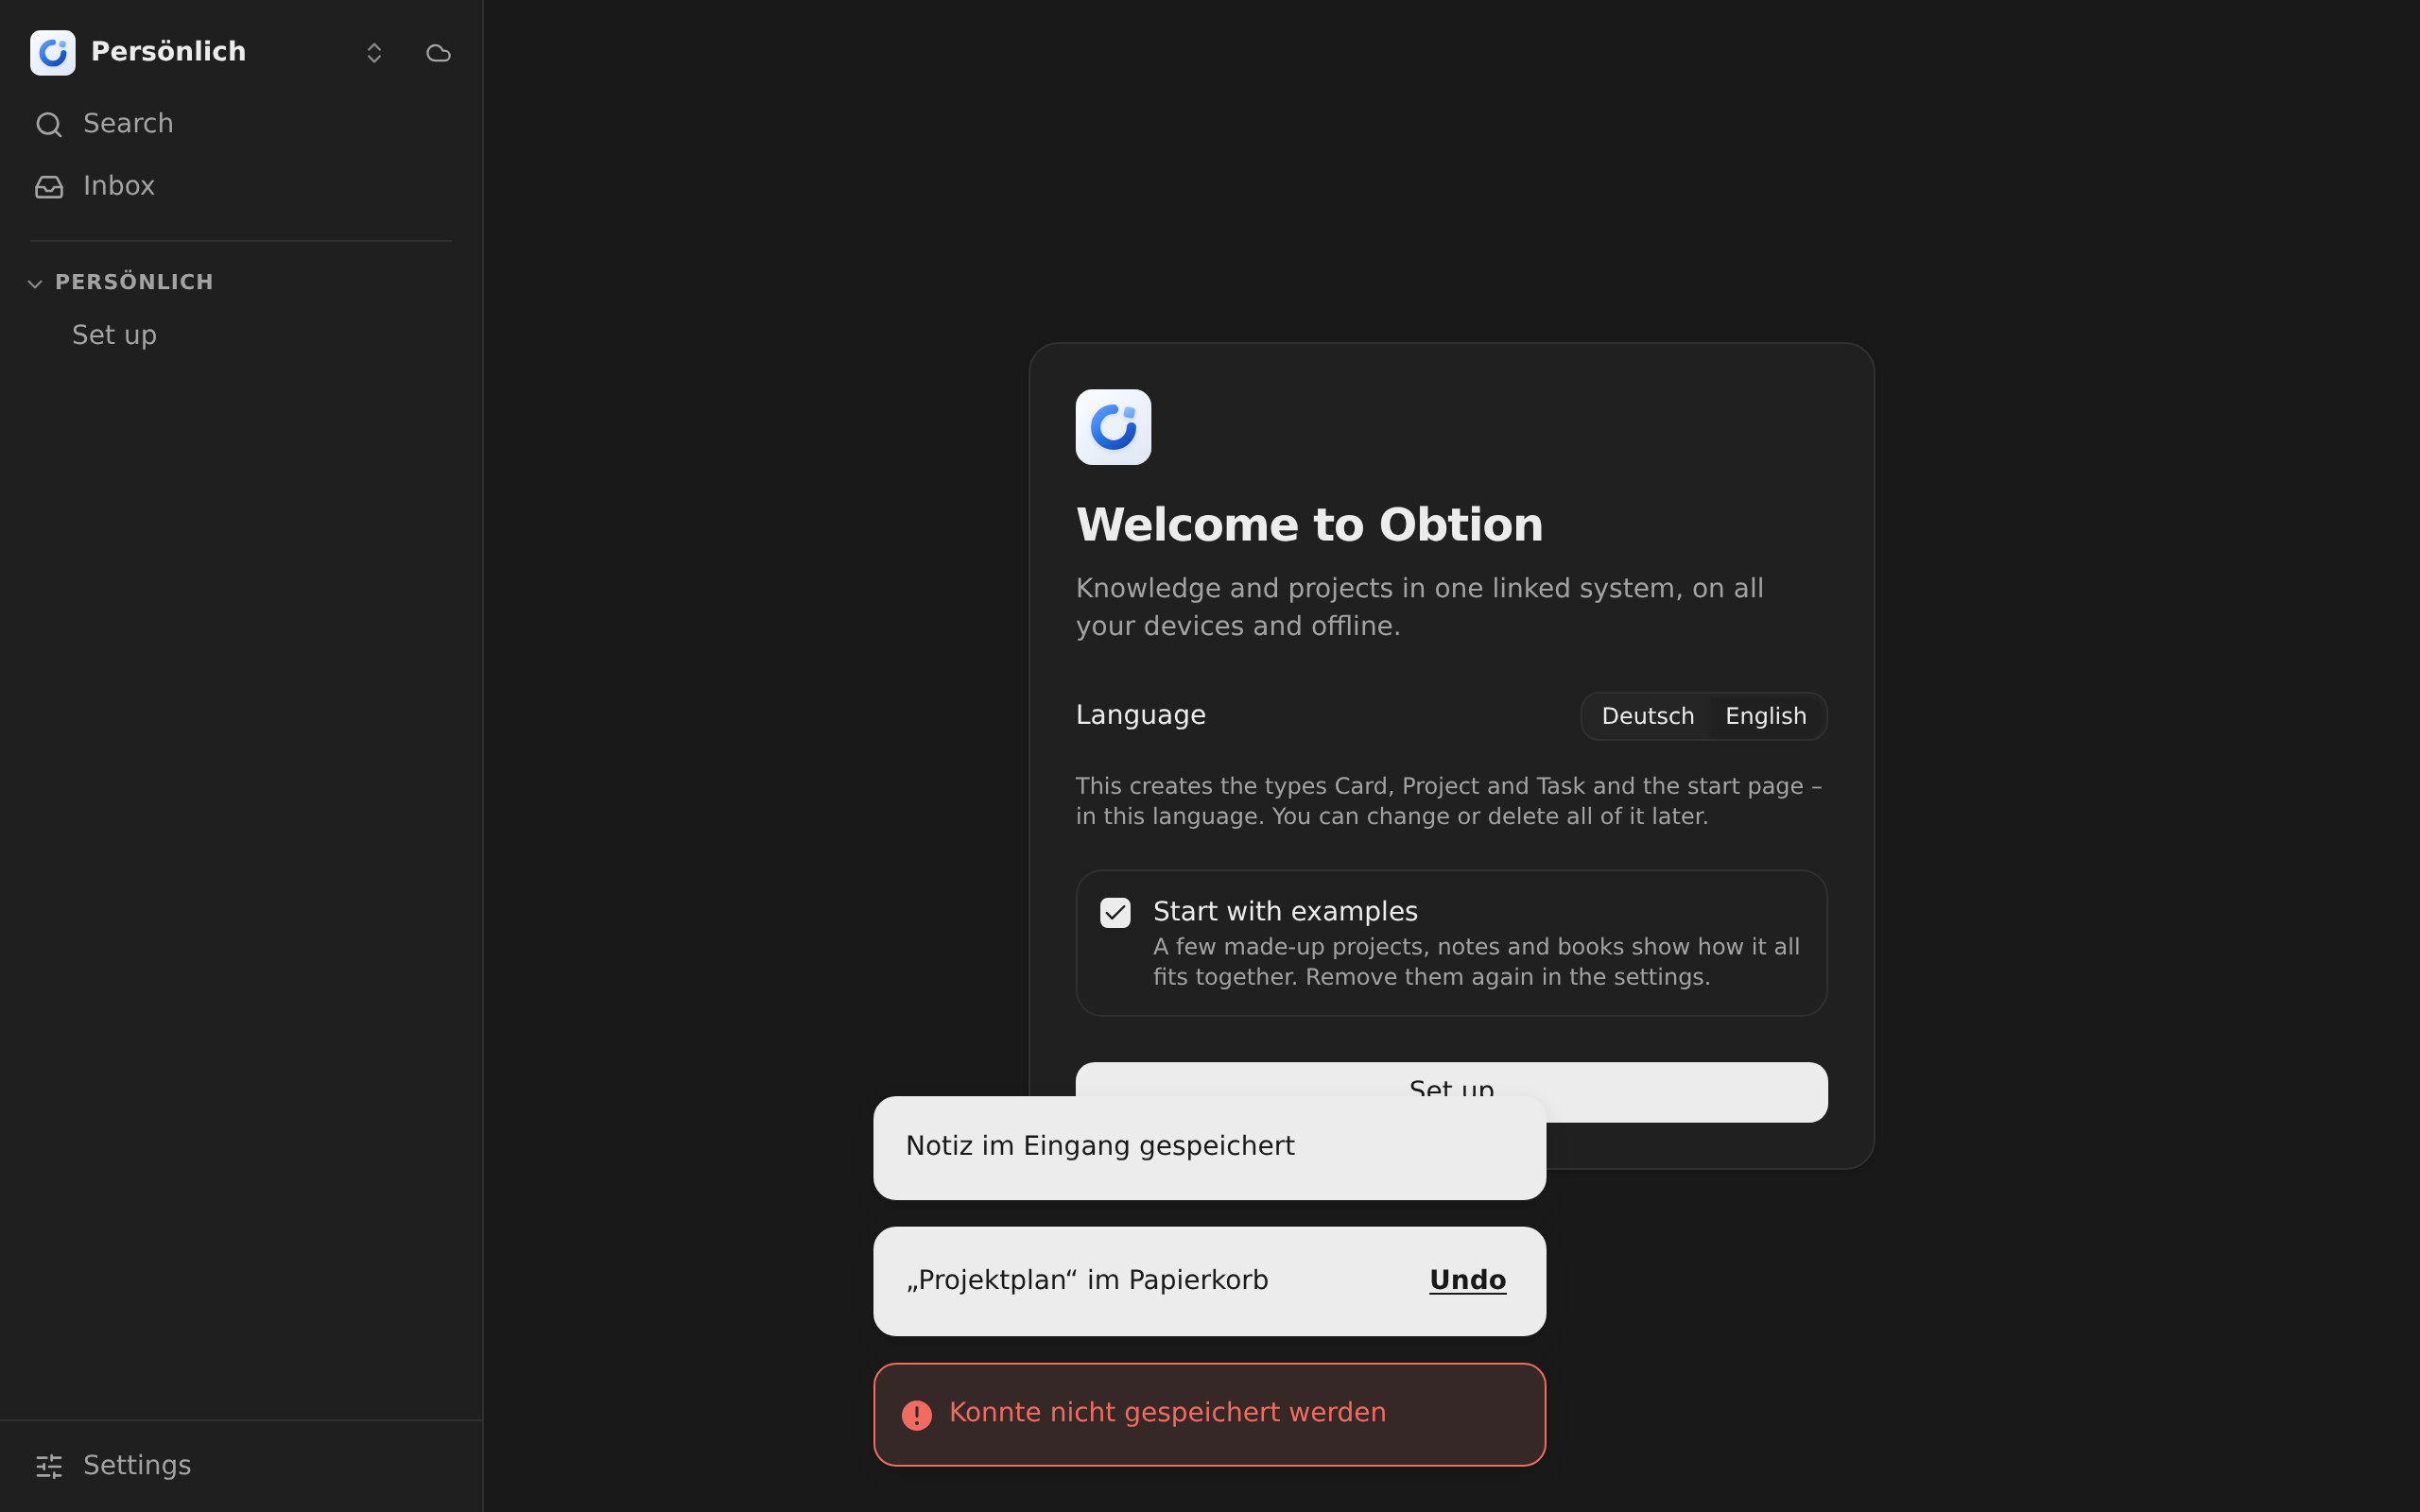 Persönlich
Search
Inbox
PERSÖNLICH
Set up
Settings
Welcome to Obtion
Knowledge and projects in one linked system, on all
your devices and offline.
Language
Deutsch English
This creates the types Card, Project and Task and the start page –
in this language. You can change or delete all of it later.
Start with examples
A few made-up projects, notes and books show how it all
fits together. Remove them again in the settings.
Set up
Notiz im Eingang gespeichert
„Projektplan“ im Papierkorb Undo
Konnte nicht gespeichert werden